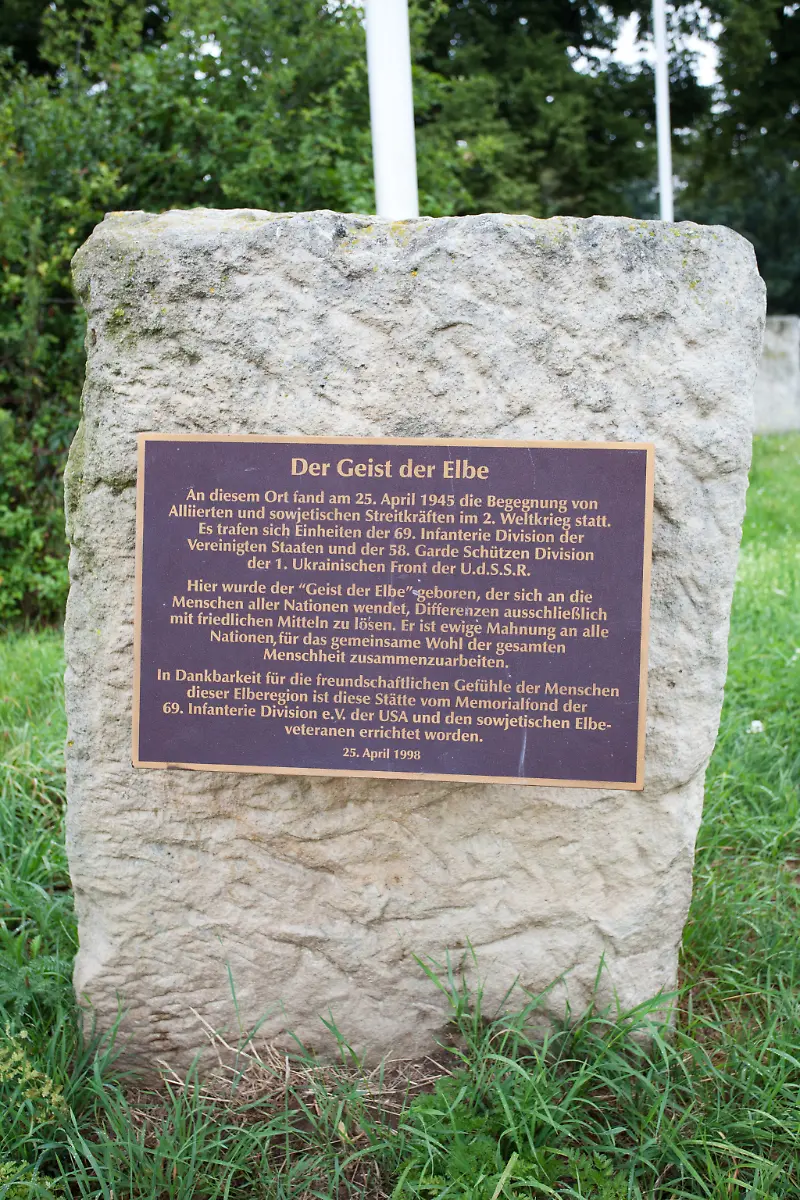 Der Geist der Elbe
An diesem Ort fand am 25. April 1945 die Begegnung von
Alliierten und sowjetischen Streitkräften im 2. Weltkrieg statt.
Es trafen sich Einheiten der 69. Infanterie Division der
Vereinigten Staaten und der 58. Garde Schützen Division
der 1. Ukrainischen Front der U.d.S.S.R.
Hier wurde der “Geist der Elbe” geboren, der sich an die
Menschen aller Nationen wendet, Differenzen ausschließlich
mit friedlichen Mitteln zu lösen. Er ist ewige Mahnung an alle
Nationen, für das gemeinsame Wohl der gesamten
Menschheit zusammenzuarbeiten.
In Dankbarkeit für die freundschaftlichen Gefühle der Menschen
dieser Elberegion ist diese Stätte vom Memorialfond der
69. Infanterie Division e.V. der USA und den sowjetischen Elbe-
veteranen errichtet worden.
25. April 1998